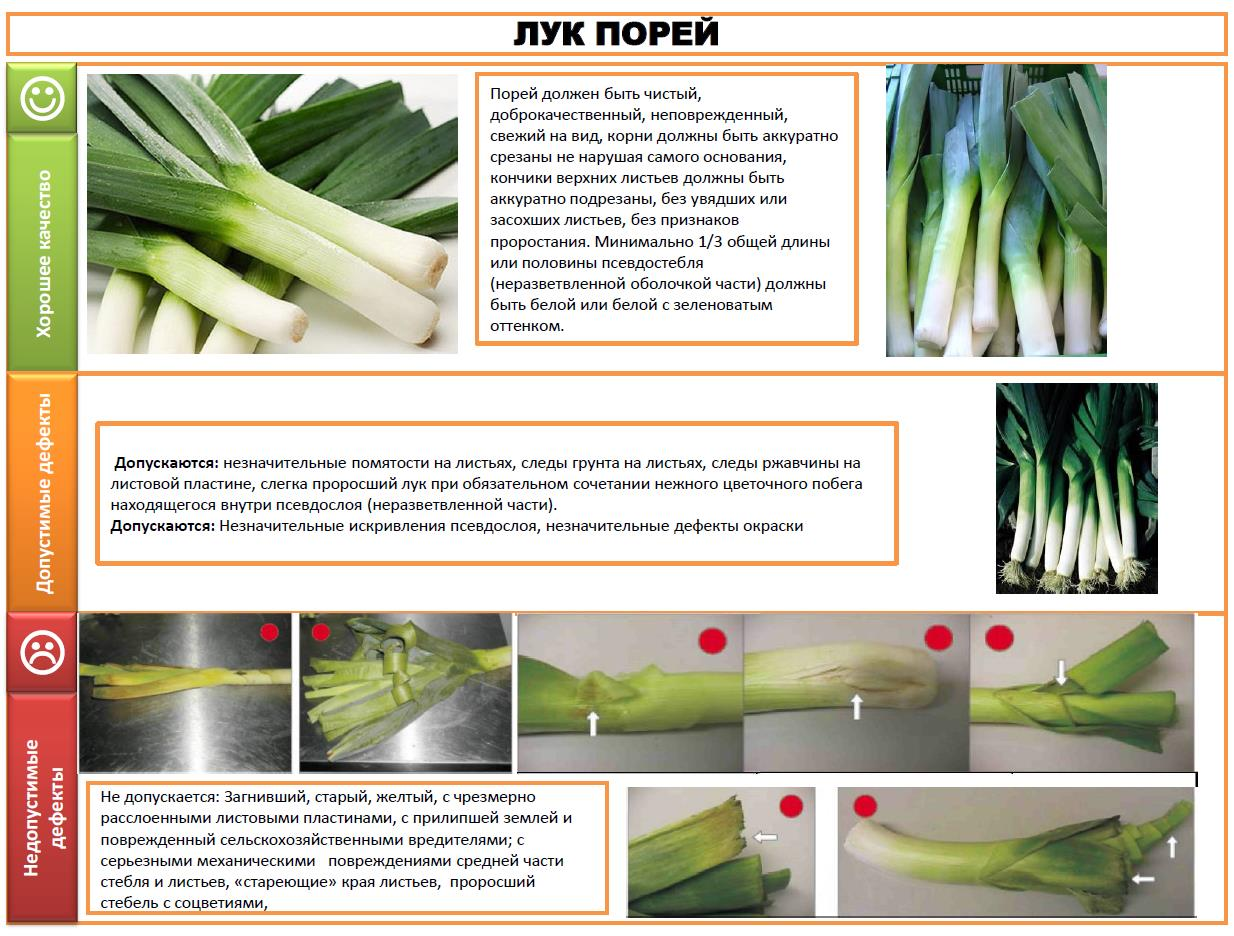 ЛУК ПОРЕЙ
Хорошее качество
Порей должен быть чистый,
доброкачественный, неповрежденный,
свежий на вид, корни должны быть аккуратно
срезаны не нарушая самого основания,
кончики верхних листьев должны быть
аккуратно подрезаны, без увядших или
засохших листьев, без признаков
проростания. Минимально 1/3 общей длины
или половины псевдостебля
(неразветвленной оболочкой части) должны
быть белой или белой с зеленоватым
оттенком.
Допустимые дефекты
Допускаются: незначительные помятости на листьях, следы грунта на листьях, следы ржавчины на
листовой пластине, слегка проросший лук при обязательном сочетании нежного цветочного побега
находящегося внутри псевдослоя (неразветвленной части).
Допускаются: Незначительные искривления псевдослоя, незначительные дефекты окраски
Недопустимые
дефекты
Не допускается: Загнивший, старый, желтый, с чрезмерно
расслоенными листовыми пластинами, с прилипшей землей и
поврежденный сельскохозяйственными вредителями; с
серьезными механическими повреждениями средней части
стебля и листьев, «стареющие» края листьев, проросший
стебель с соцветиями,